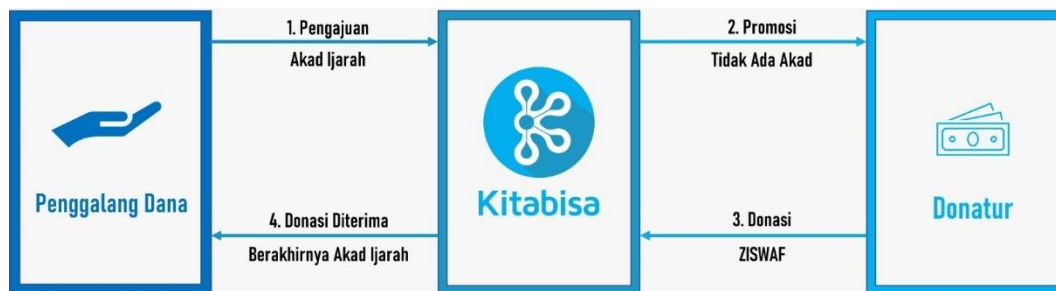 1. Pengajuan
Akad Ijarah
2. Promosi
Tidak Ada Akad
Penggalang Dana
Kitabisa
Donatur
4. Donasi Diterima
Berakhirnya Akad Ijarah
3. Donasi
ZISWAF